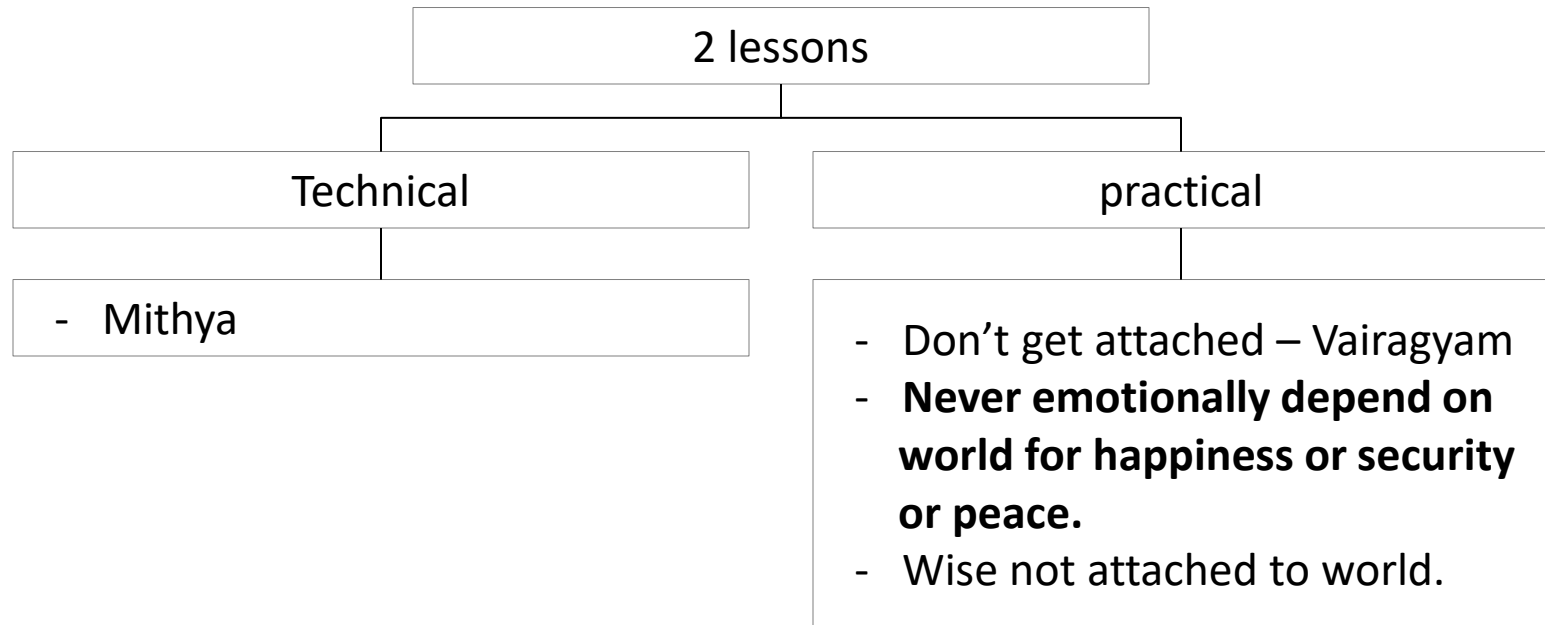 2 lessons
Technical
practical
- Mithya
- Don’t get attached – Vairagyam
- Never emotionally depend on
world for happiness or security
or peace.
- Wise not attached to world.